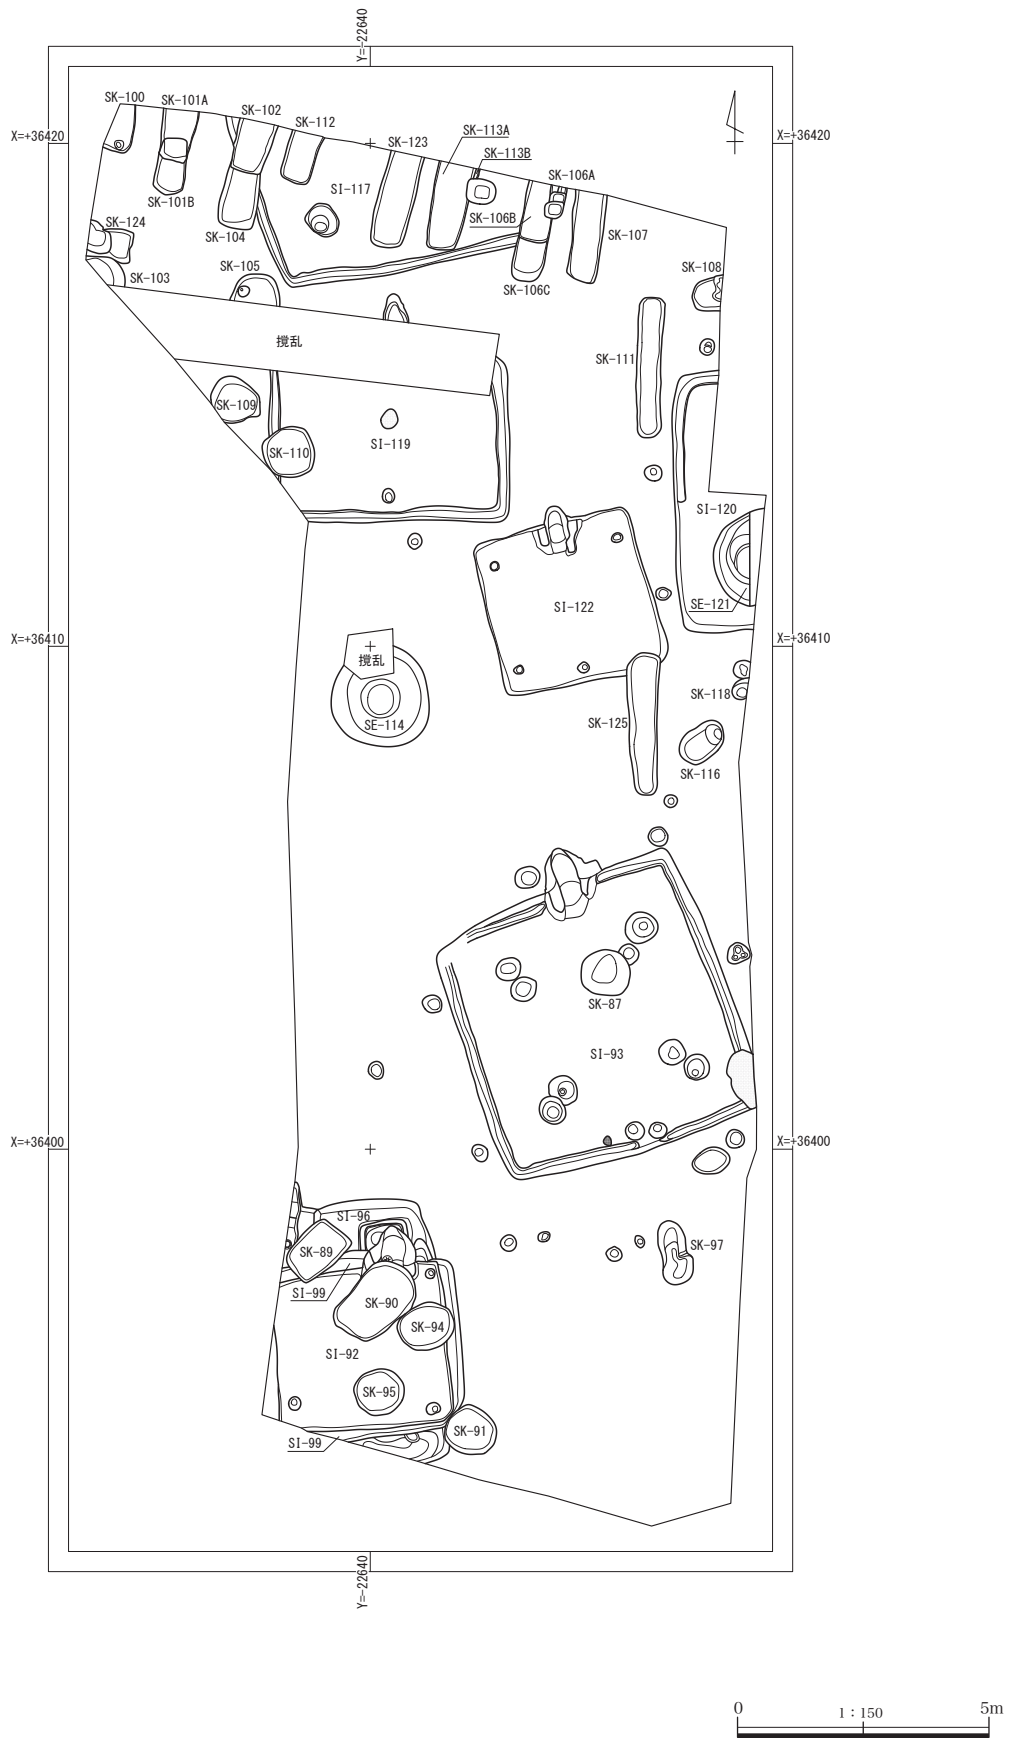 Y=-22640
SK-100
SK-101A
SK-102
SK-112
SK-123
SK-113A
SK-113B
SK-106A
X=+36420
X=+36420
SI-117
SK-101B
SK-106B
SK-107
SK-124
SK-104
SK-105
SK-103
SK-106C
SK-108
撹乱
SK-111
SK-109
SI-119
SK-110
SI-120
SE-121
SI-122
X=+36410
X=+36410
撹乱
SE-114
SK-118
SK-125
SK-116
SK-87
SI-93
X=+36400
X=+36400
SI-96
SK-89
SK-97
SI-99
SK-90
SK-94
SI-92
SK-95
SK-91
SI-99
Y=-22640
0
1：150
5m